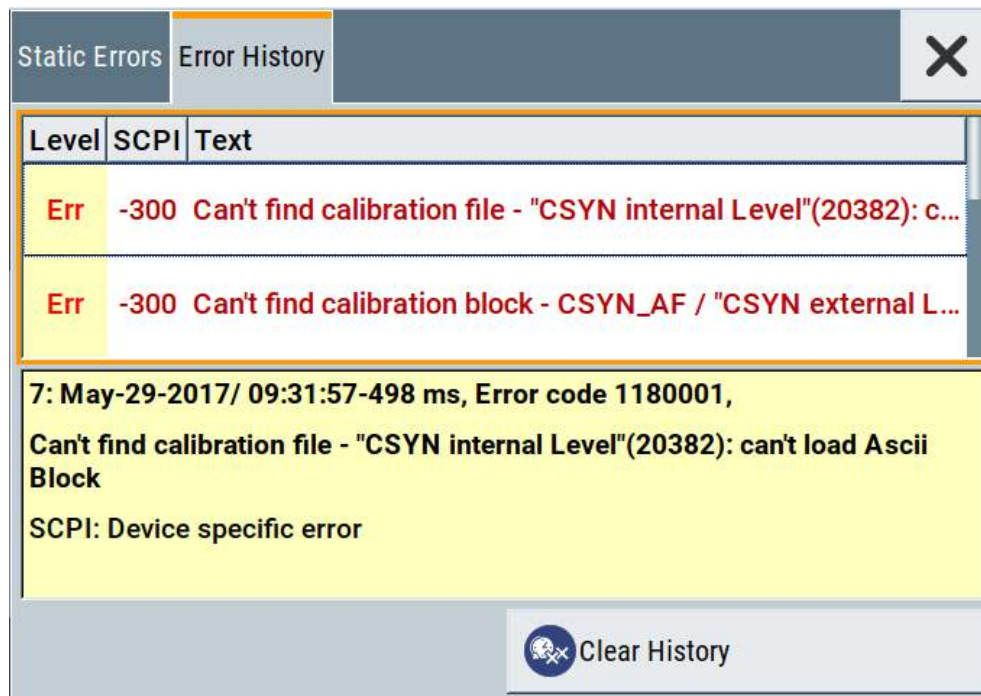 Static Errors Error History
Level SCPI Text
Err -300 Can't find calibration file - "CSYN internal Level"(20382): c...
Err -300 Can't find calibration block - CSYN_AF / "CSYN external L...
7: May-29-2017/ 09:31:57-498 ms, Error code 1180001,
Can't find calibration file - "CSYN internal Level"(20382): can't load Ascii
Block
SCPI: Device specific error
Clear History